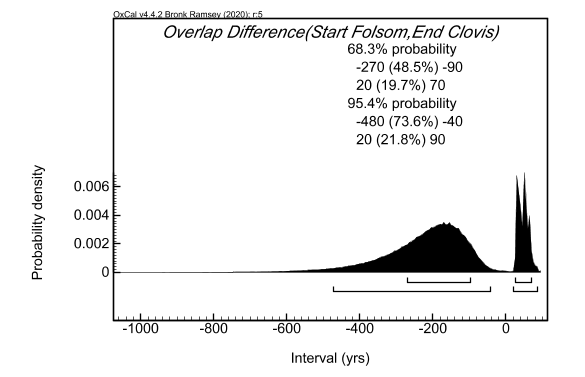 OxCal v4.4.2 Bronk Ramsey (2020); r:5
Overlap Difference(Start Folsom,End Clovis)
68.3% probability
-270 (48.5%) -90
20 (19.7%) 70
95.4% probability
-480 (73.6%) -40
20 (21.8%) 90
Probability density
0.006
0.004
0.002
0
-1000 -800 -600 -400 -200 0
Interval (yrs)